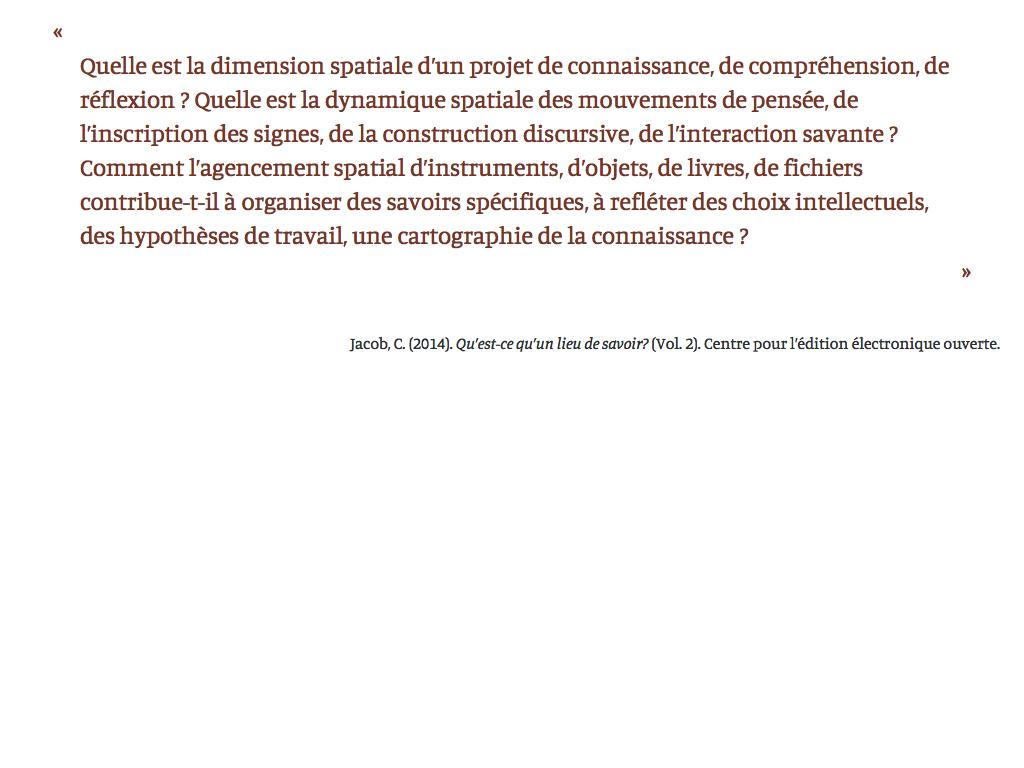 «
Quelle est la dimension spatiale d'un projet de connaissance, de compréhension, de
réflexion ? Quelle est la dynamique spatiale des mouvements de pensée, de
l'inscription des signes, de la construction discursive, de l'interaction savante ?
Comment l'agencement spatial d'instruments, d'objets, de livres, de fichiers
contribue-t-il à organiser des savoirs spécifiques, à refléter des choix intellectuels,
des hypothèses de travail, une cartographie de la connaissance ?
»
Jacob, C. (2014). Qu'est-ce qu'un lieu de savoir? (Vol. 2). Centre pour l'édition électronique ouverte.